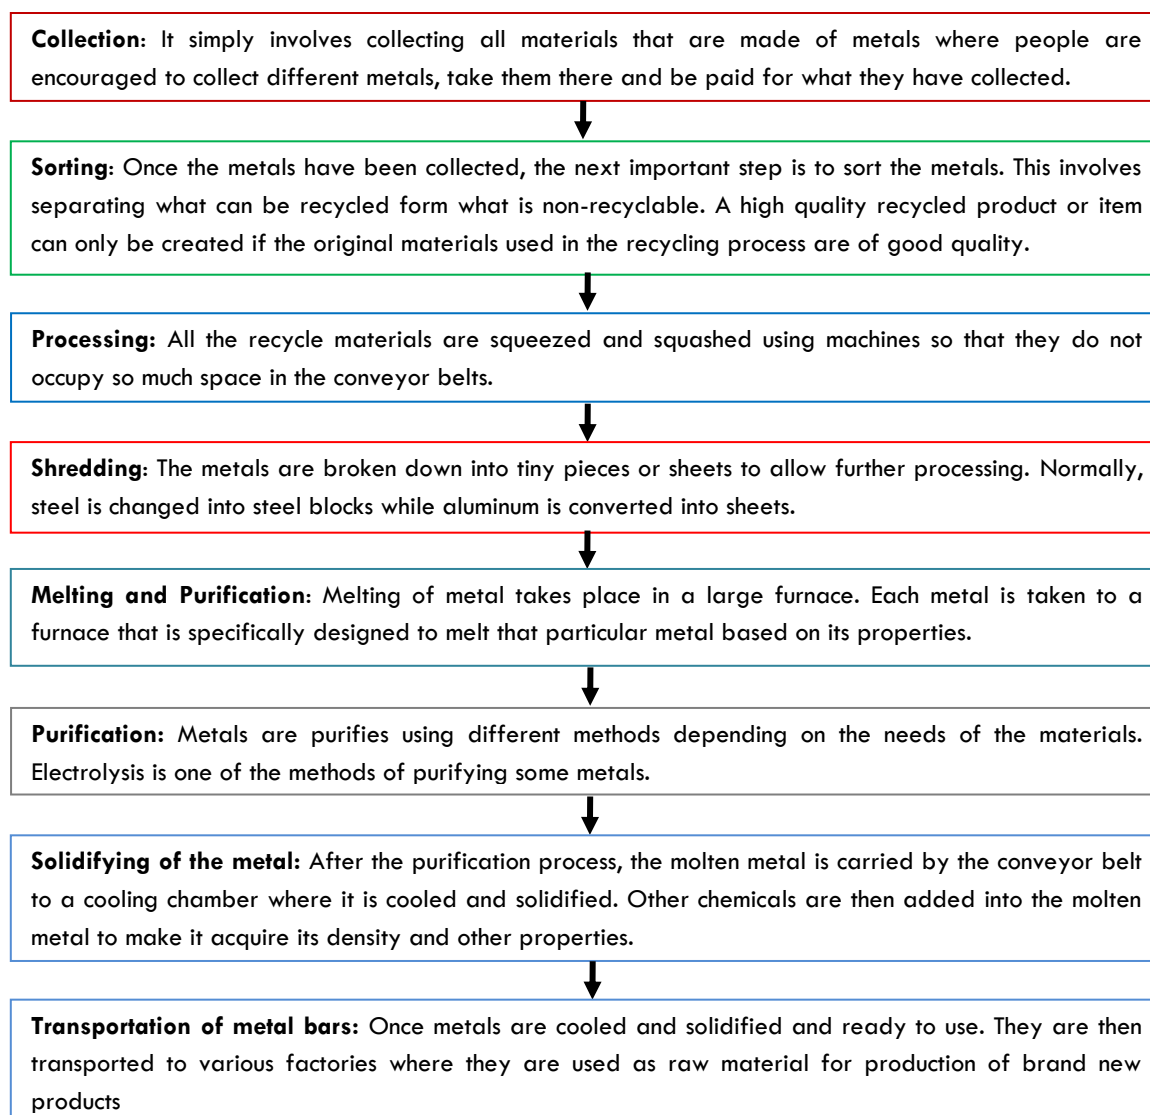 Collection: It simply involves collecting all materials that are made of metals where people are
encouraged to collect different metals, take them there and be paid for what they have collected.
Sorting: Once the metals have been collected, the next important step is to sort the metals. This involves
separating what can be recycled form what is non-recyclable. A high quality recycled product or item
can only be created if the original materials used in the recycling process are of good quality.
Processing: All the recycle materials are squeezed and squashed using machines so that they do not
occupy so much space in the conveyor belts.
Shredding: The metals are broken down into tiny pieces or sheets to allow further processing. Normally,
steel is changed into steel blocks while aluminum is converted into sheets.
Melting and Purification: Melting of metal takes place in a large furnace. Each metal is taken to a
furnace that is specifically designed to melt that particular metal based on its properties.
Purification: Metals are purifies using different methods depending on the needs of the materials.
Electrolysis is one of the methods of purifying some metals.
Solidifying of the metal: After the purification process, the molten metal is carried by the conveyor belt
to a cooling chamber where it is cooled and solidified. Other chemicals are then added into the molten
metal to make it acquire its density and other properties.
Transportation of metal bars: Once metals are cooled and solidified and ready to use. They are then
transported to various factories where they are used as raw material for production of brand new
products